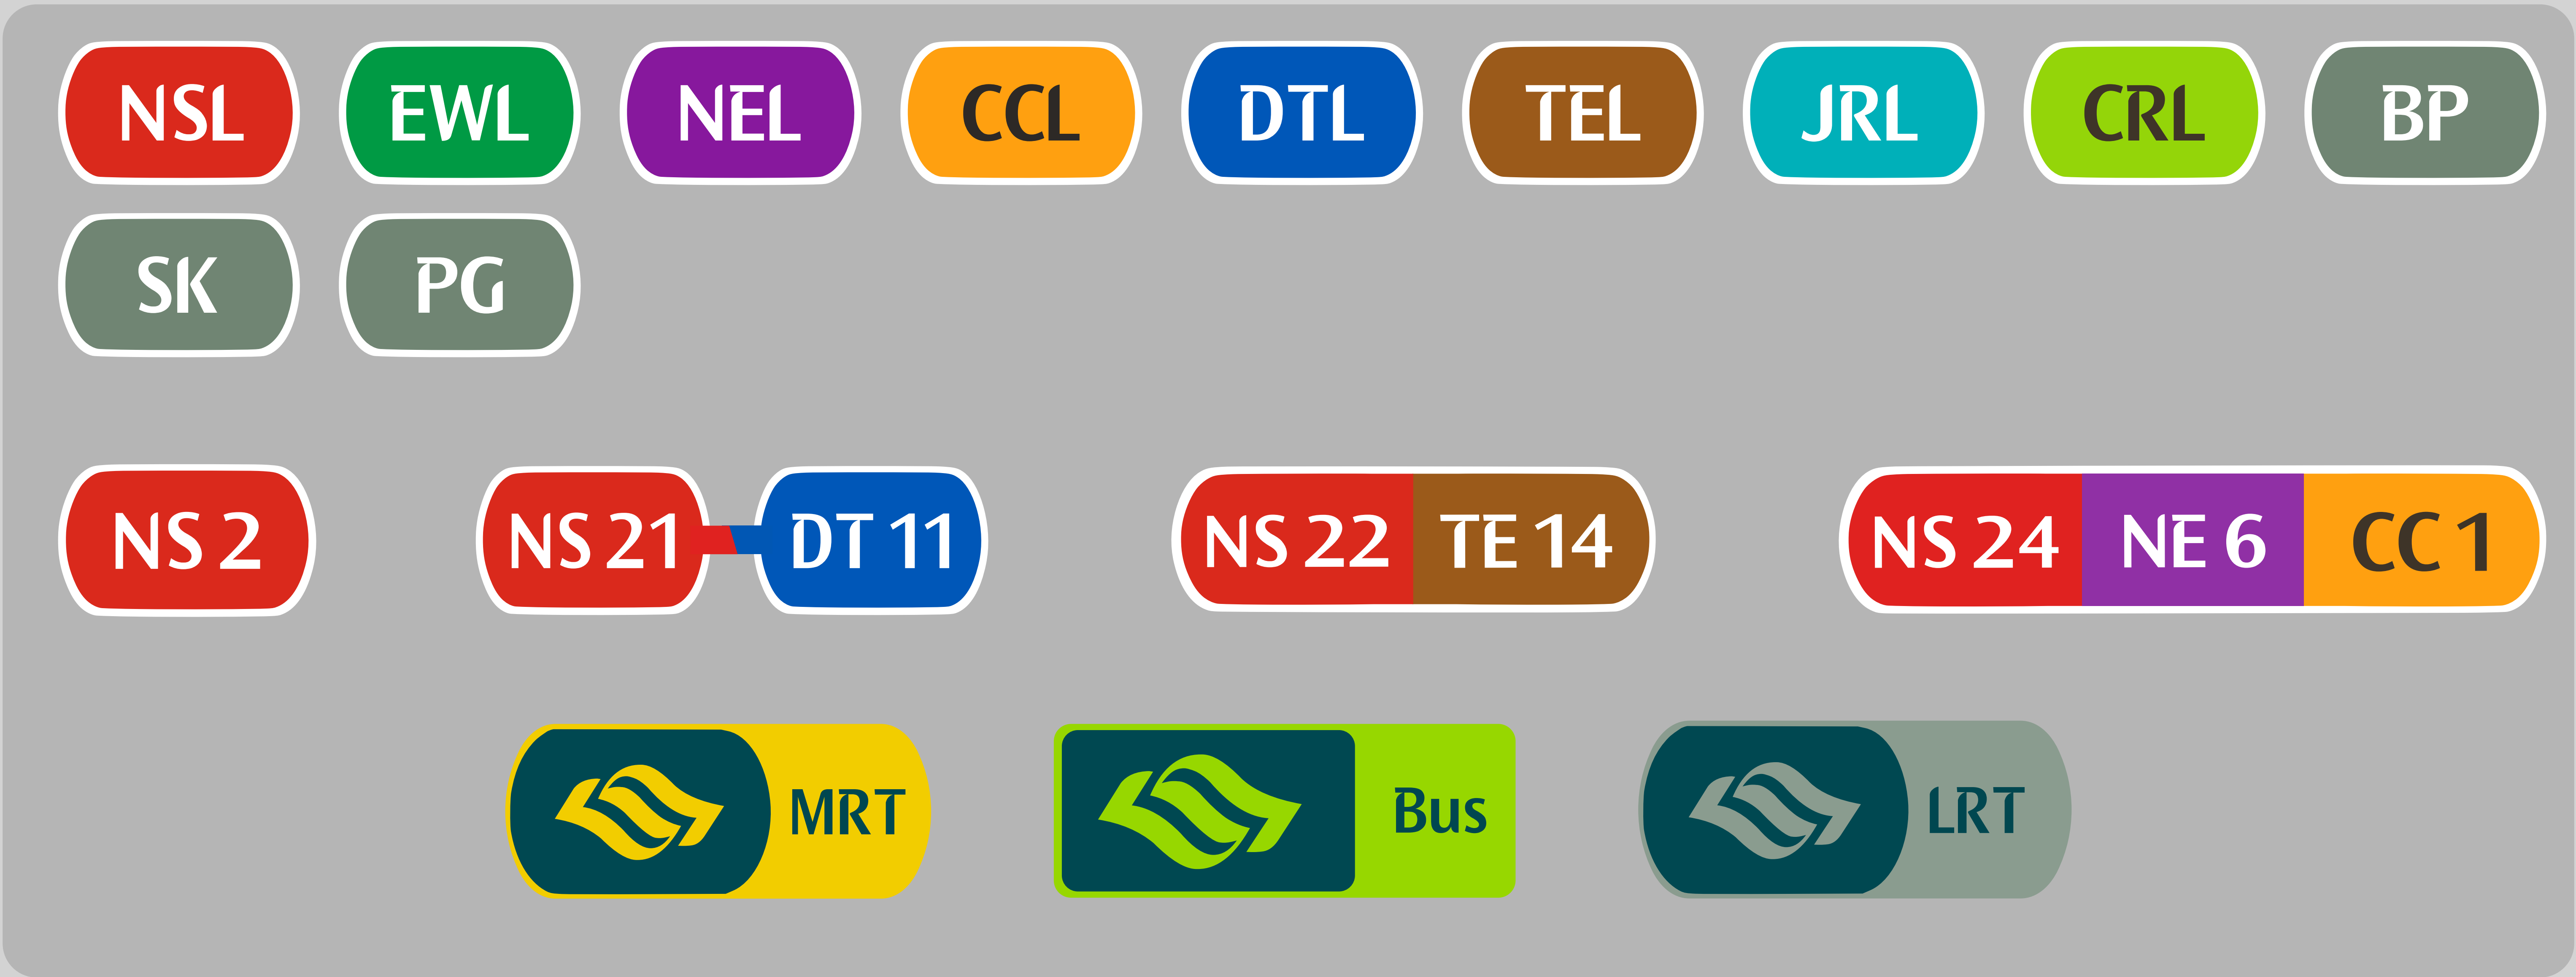 NSL EWL NEL CCL DTL TEL JRL CRL BP
SK PG
NS 2 NS 21 DT 11 NS 22 TE 14 NS 24 NE 6 CC 1
MRT Bus LRT